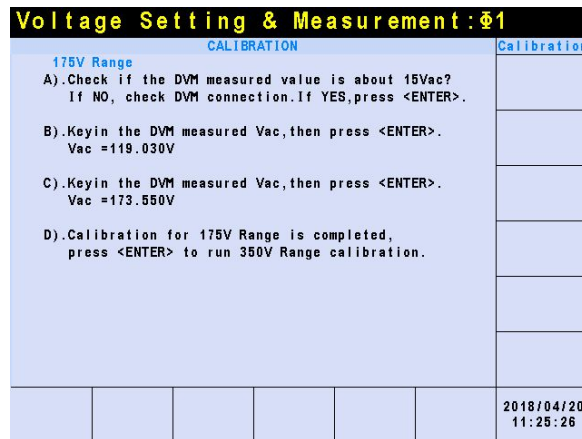 Voltage Setting & Measurement:Φ1
CALIBRATION
Calibration
175V Range
A).Check if the DVM measured value is about 15Vac?
If NO, check DVM connection.If YES,press <ENTER>.
B).Keyin the DVM measured Vac,then press <ENTER>.
Vac =119.030V
C).Keyin the DVM measured Vac,then press <ENTER>.
Vac =173.550V
D).Calibration for 175V Range is completed,
press <ENTER> to run 350V Range calibration.
2018/04/20
11:25:26